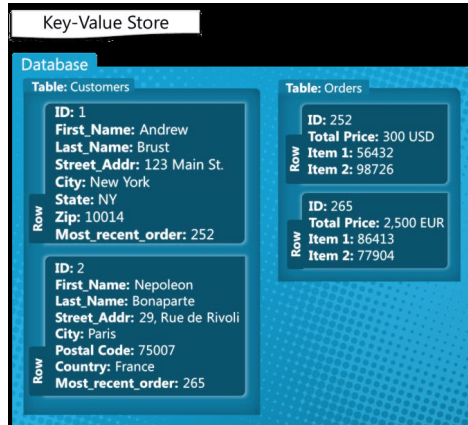 Key-Value Store
Database
Table: Customers
Row
ID: 1
First_Name: Andrew
Last_Name: Brust
Street_Addr: 123 Main St.
City: New York
State: NY
Zip: 10014
Most_recent_order: 252
Row
ID: 2
First_Name: Nepoleon
Last_Name: Bonaparte
Street_Addr: 29, Rue de Rivoli
City: Paris
Postal Code: 75007
Country: France
Most_recent_order: 265
Table: Orders
Row
ID: 252
Total Price: 300 USD
Item 1: 56432
Item 2: 98726
Row
ID: 265
Total Price: 2,500 EUR
Item 1: 86413
Item 2: 77904